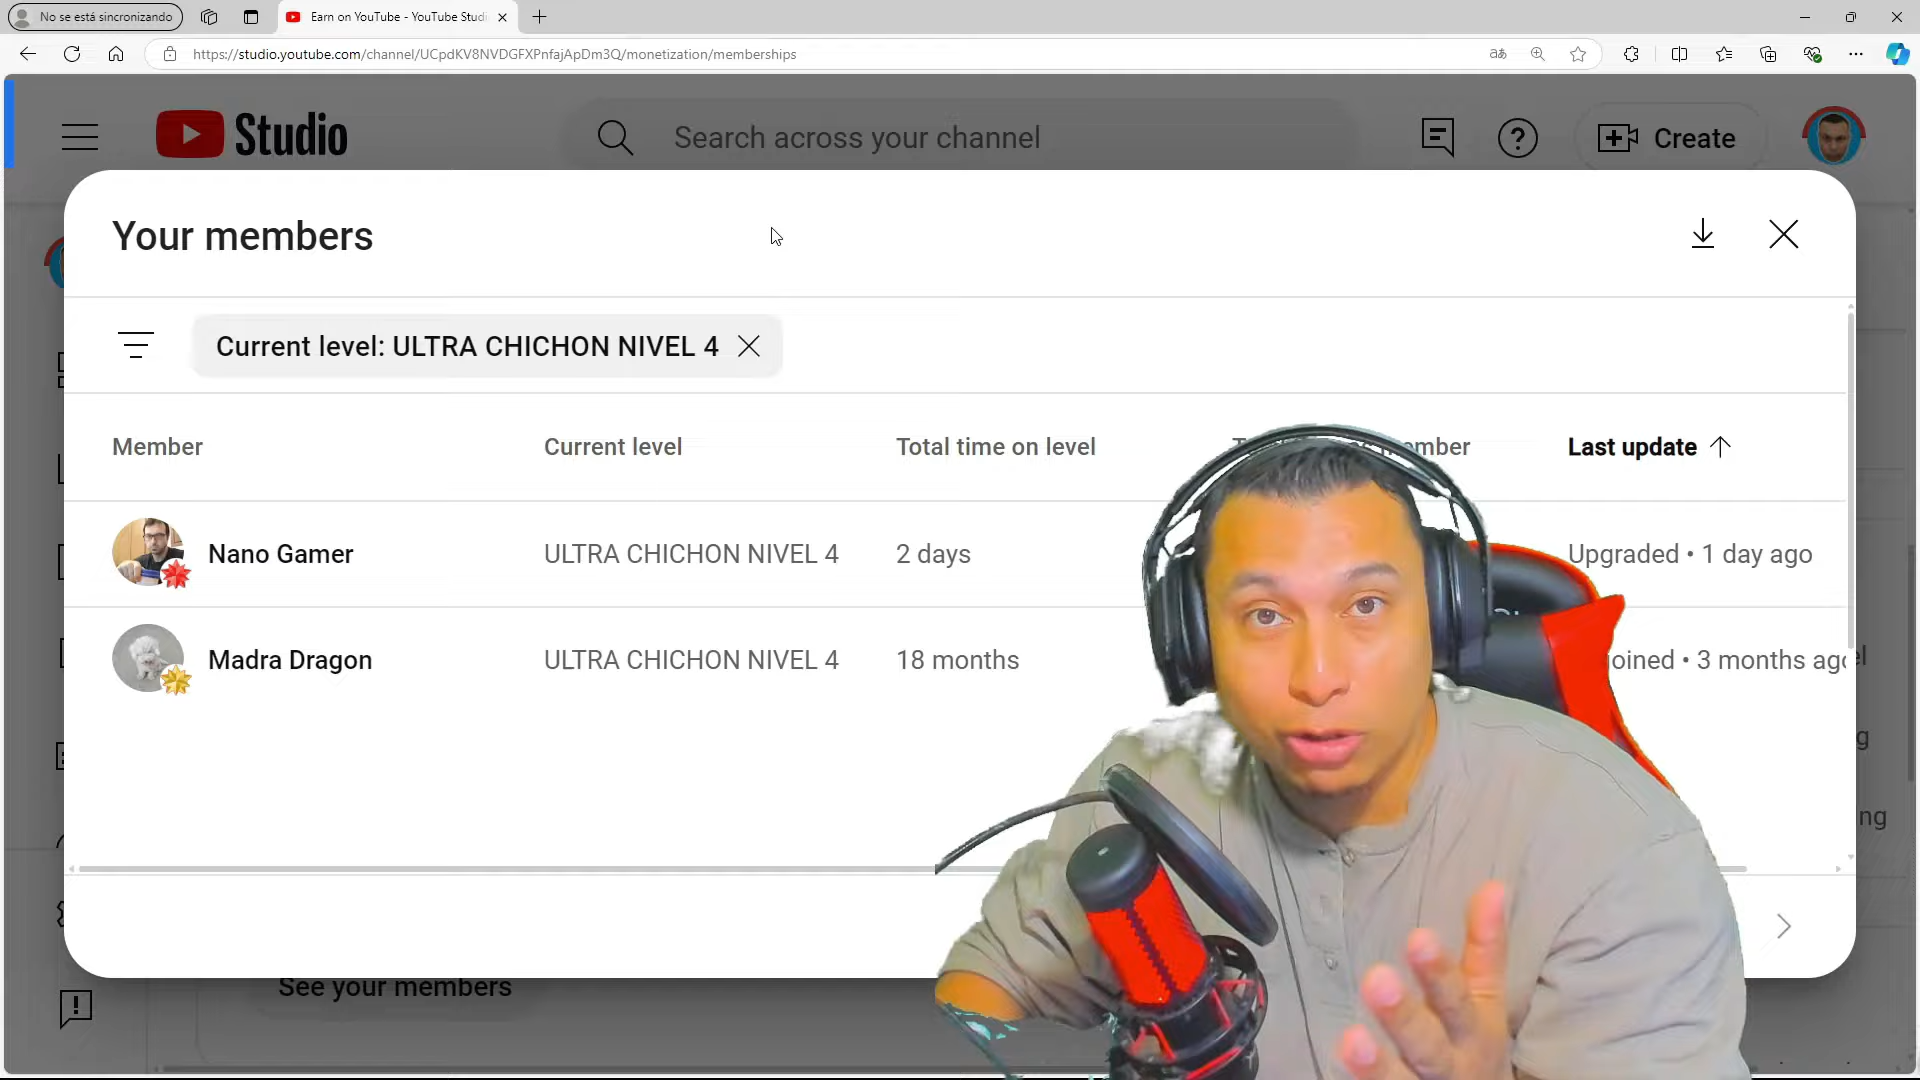 No se está sincronizando
Earn on YouTube - YouTube Studi
https://studio.youtube.com/channel/UCpdKV8NVDGFXPnfajApDm3Q/monetization/memberships
Studio
Search across your channel
Create
Your members
Current level: ULTRA CHICHON NIVEL 4
Member
Current level
Total time on level
mber
Last update
Nano Gamer
ULTRA CHICHON NIVEL 4
2 days
Upgraded • 1 day ago
Madra Dragon
ULTRA CHICHON NIVEL 4
18 months
oined • 3 months ago
See your members